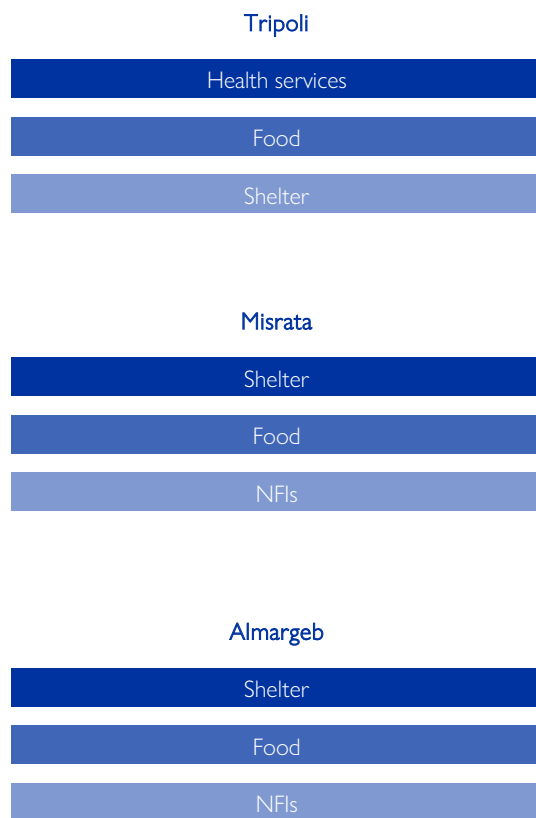 Tripoli
Health services
Food
Shelter
Misrata
Shelter
Food
NFIs
Almargeb
Shelter
Food
NFIs